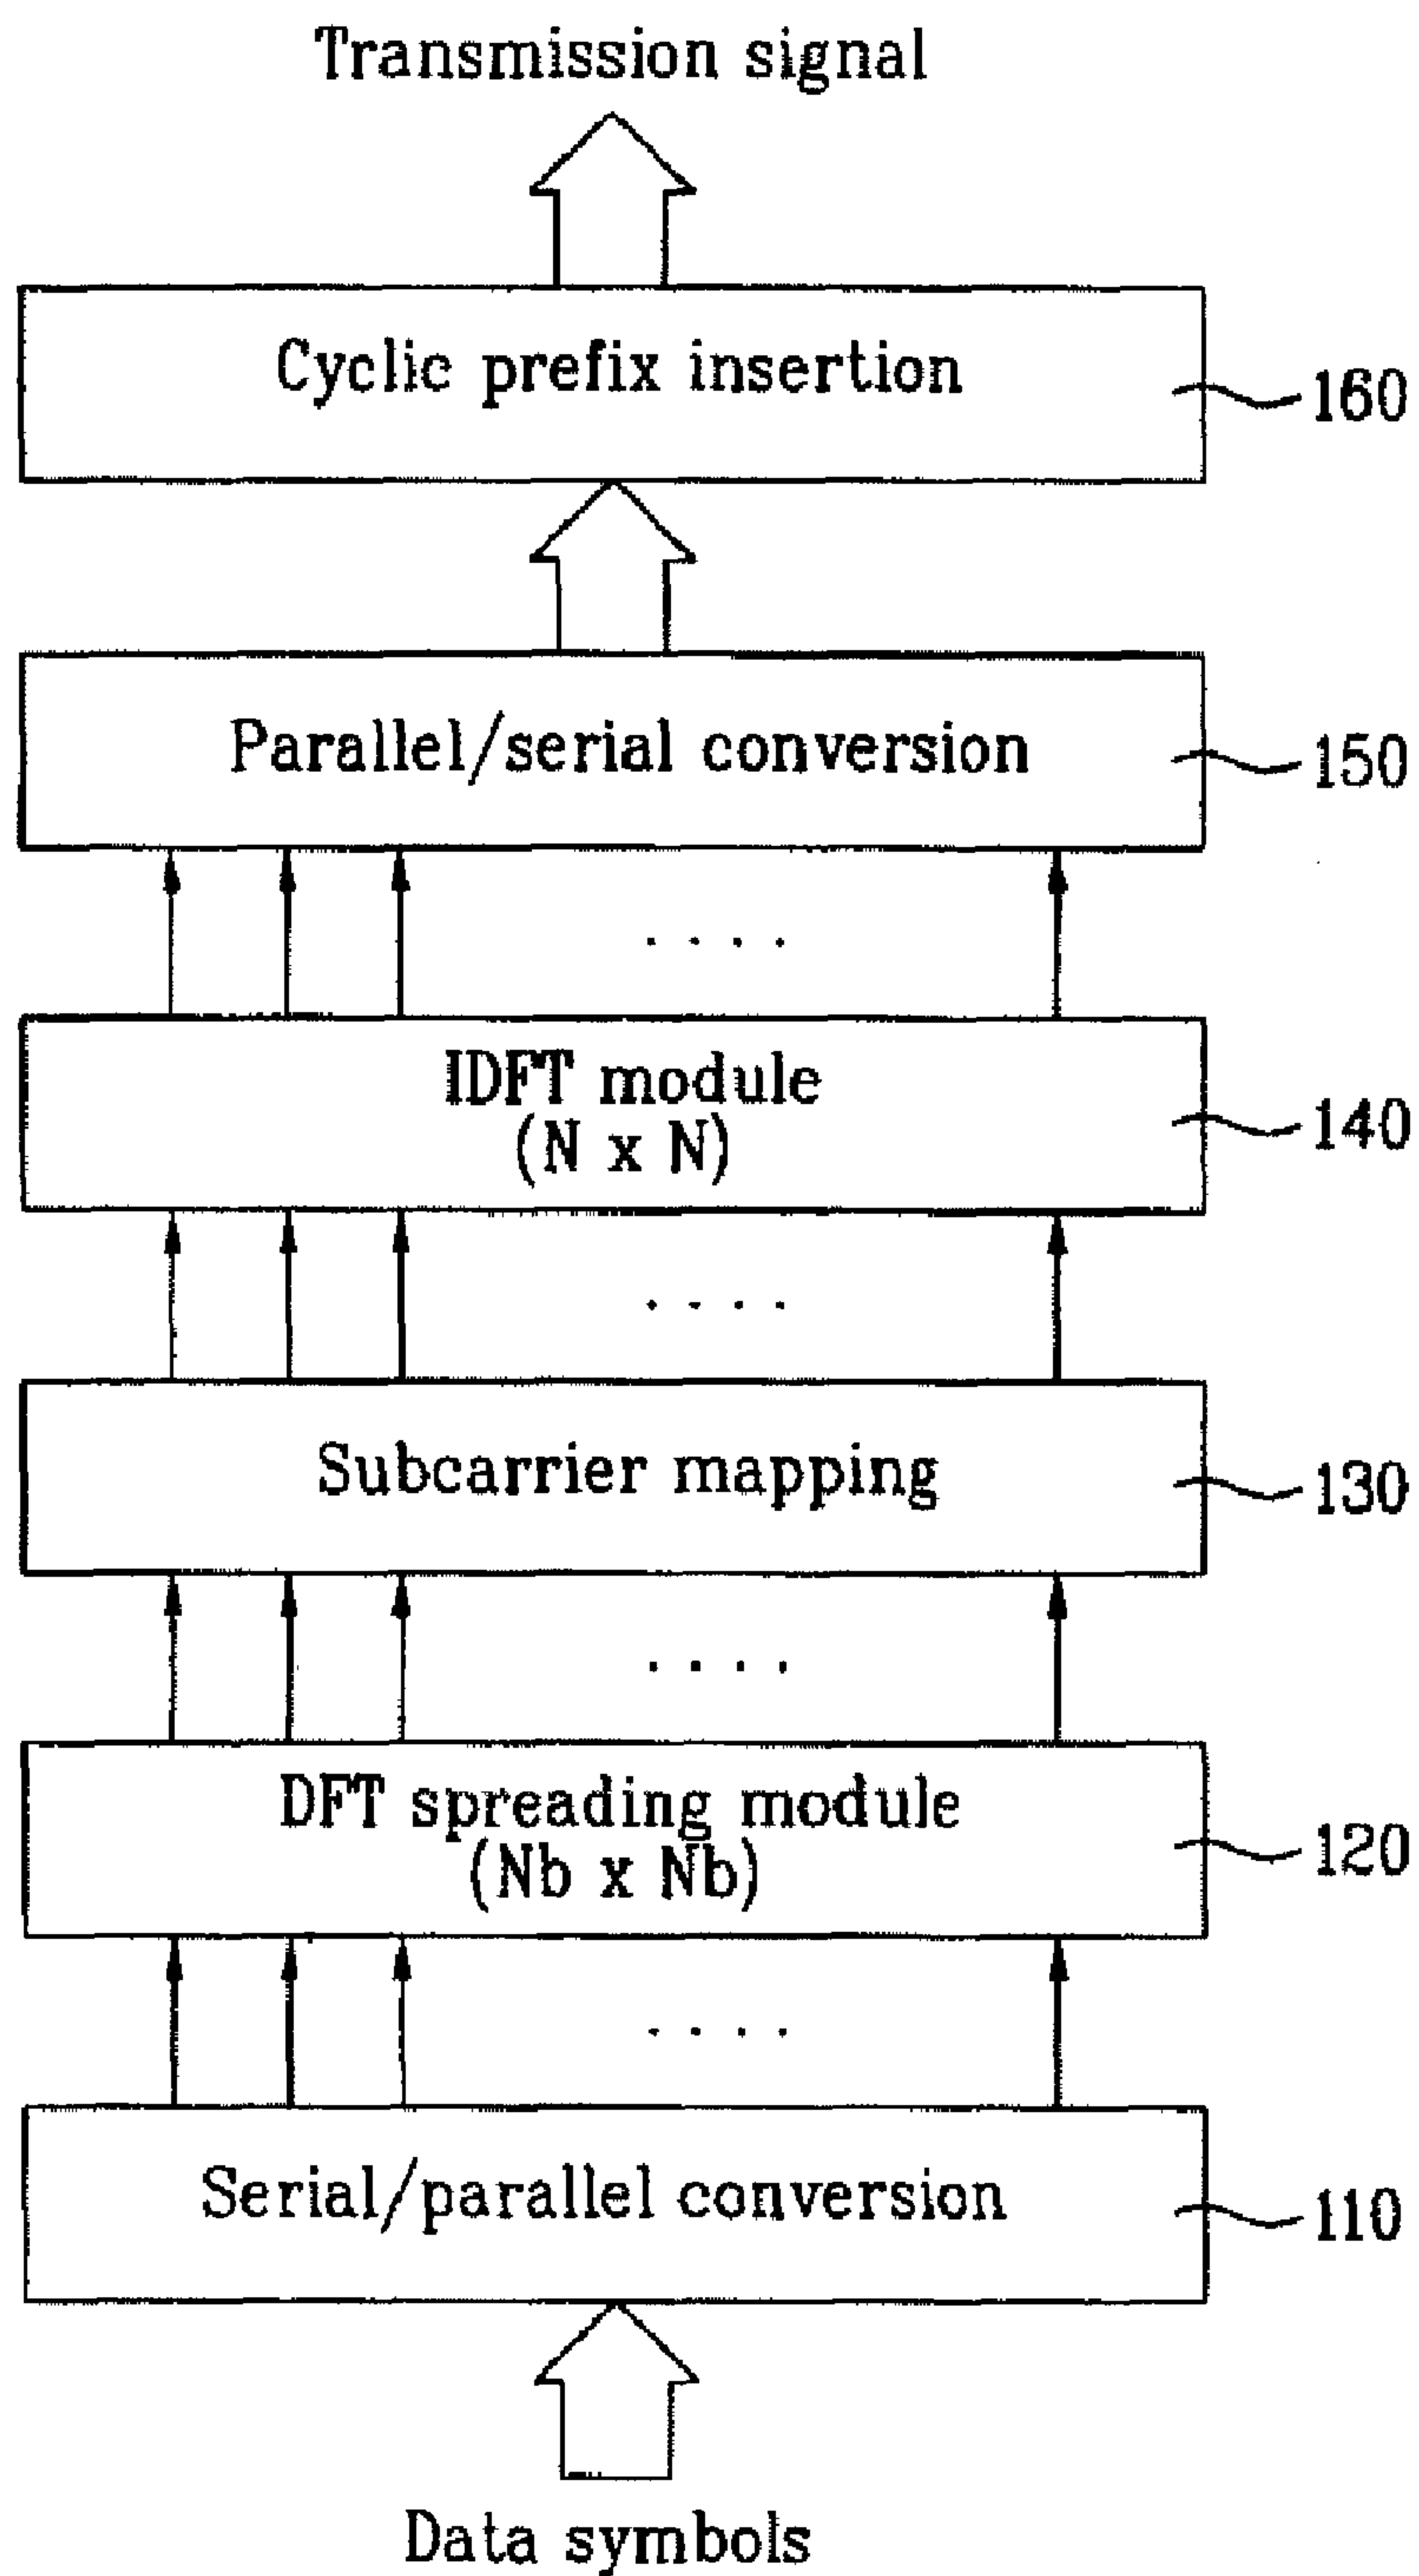 Transmission signal
Cyclic prefix insertion
160
Parallel/serial conversion
150
IDFT module
(N x N)
140
Subcarrier mapping
130
DFT spreading module
(Nb x Nb)
120
Serial/parallel conversion
110
Data symbols